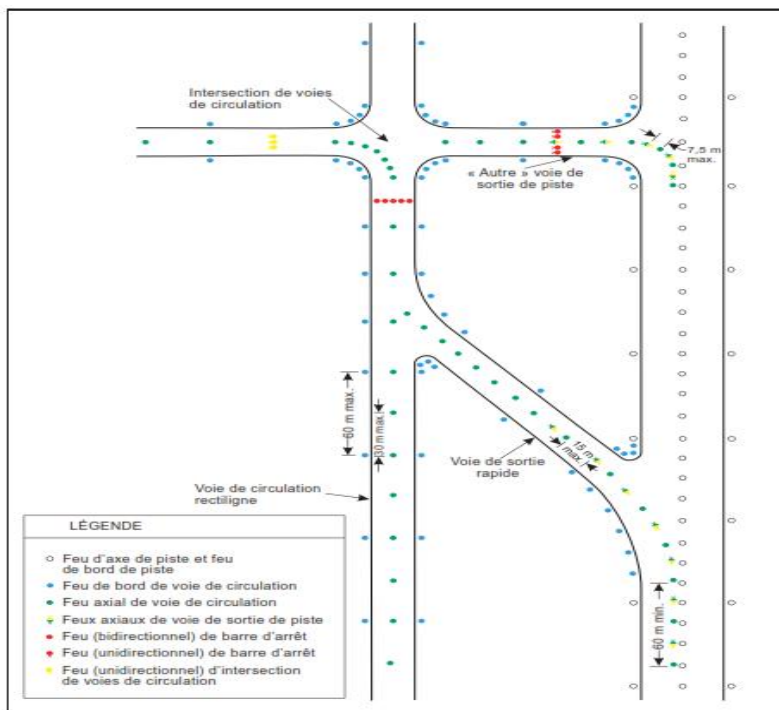 Intersection de voies
de circulation
7,5 m
max.
« Autre » voie de
sortie de piste
60 m max.
30 m max.
15 m
max.
Voie de sortie
rapide
Voie de circulation
rectiligne
60 m min.
LÉGENDE
Feu d'axe de piste et feu
de bord de piste
Feu de bord de voie de circulation
Feu axial de voie de circulation
Feux axiaux de voie de sortie de piste
Feu (bidirectionnel) de barre d'arrêt
Feu (unidirectionnel) de barre d'arrêt
Feu (unidirectionnel) d'intersection
de voies de circulation